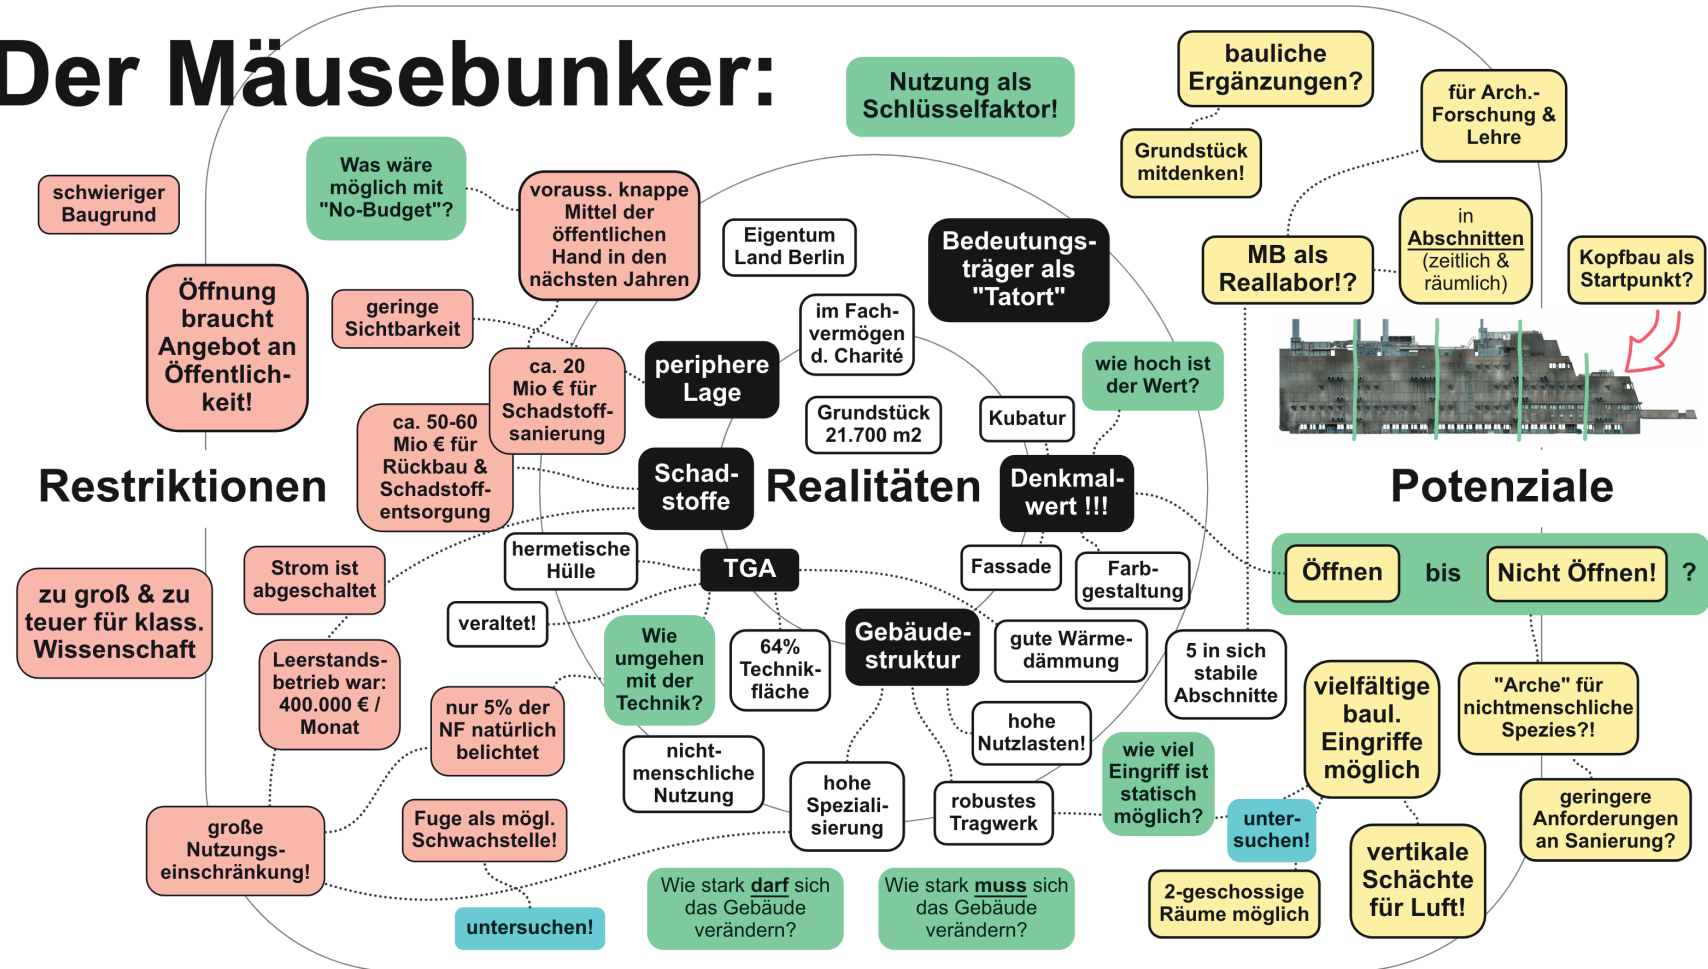 Der Mäusebunker:
Nutzung als
Schlüsselfaktor!
bauliche
Ergänzungen?
für Arch.-
Forschung &
Lehre
Grundstück
mitdenken!
Was wäre
möglich mit
"No-Budget"?
schwieriger
Baugrund
vorauss. knappe
Mittel der
öffentlichen
Hand in den
nächsten Jahren
Eigentum
Land Berlin
Bedeutungs-
träger als
"Tatort"
MB als
Reallabor!?
in
Abschnitten
(zeitlich &
räumlich)
Kopfbau als
Startpunkt?
Öffnung
braucht
Angebot an
Öffentlich-
keit!
geringe
Sichtbarkeit
im Fach-
vermögen
d. Charité
periphere
Lage
wie hoch ist
der Wert?
ca. 20
Mio € für
Schadstoff-
sanierung
ca. 50-60
Mio € für
Rückbau &
Schadstoff-
entsorgung
Grundstück
21.700 m2
Kubatur
Restriktionen
Schad-
stoffe
Realitäten
Denkmal-
wert !!!
Potenziale
hermetische
Hülle
TGA
Fassade
Farb-
gestaltung
Öffnen
bis
Nicht Öffnen!
?
Strom ist
abgeschaltet
zu groß & zu
teuer für klass.
Wissenschaft
veraltet!
Wie
umgehen
mit der
Technik?
64%
Technik-
fläche
Gebäude-
struktur
gute Wärme-
dämmung
5 in sich
stabile
Abschnitte
Leerstands-
betrieb war:
400.000 € /
Monat
nur 5% der
NF natürlich
belichtet
vielfältige
baul.
Eingriffe
möglich
"Arche" für
nichtmenschliche
Spezies?!
hohe
Nutzlasten!
nicht-
menschliche
Nutzung
hohe
Speziali-
sierung
robustes
Tragwerk
wie viel
Eingriff ist
statisch
möglich?
unter-
suchen!
geringere
Anforderungen
an Sanierung?
große
Nutzungs-
einschränkung!
Fuge als mögl.
Schwachstelle!
vertikale
Schächte
für Luft!
untersuchen!
Wie stark darf sich
das Gebäude
verändern?
Wie stark muss sich
das Gebäude
verändern?
2-geschossige
Räume möglich